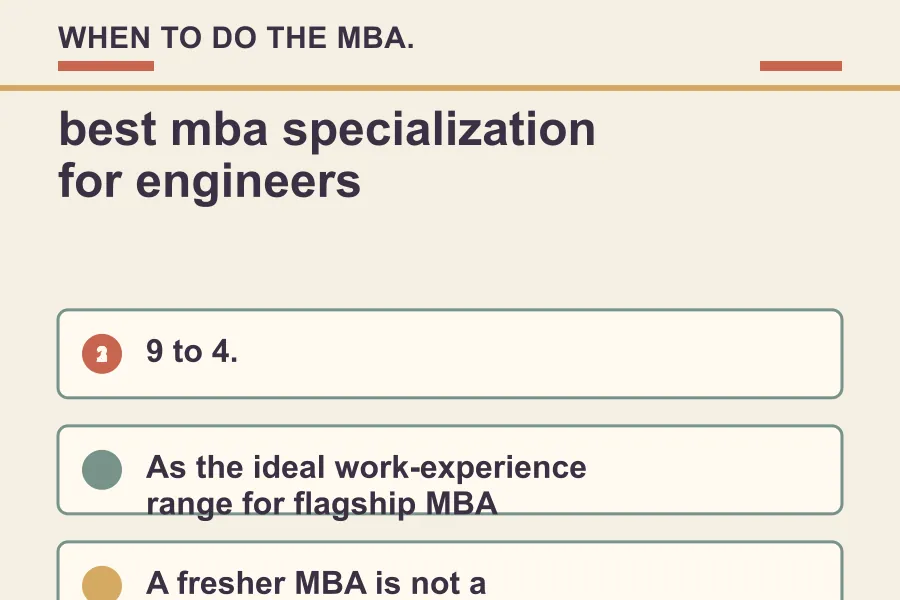 WHEN TO DO THE MBA.
best mba specialization
for engineers
9 to 4.
As the ideal work-experience
range for flagship MBA
A fresher MBA is not a